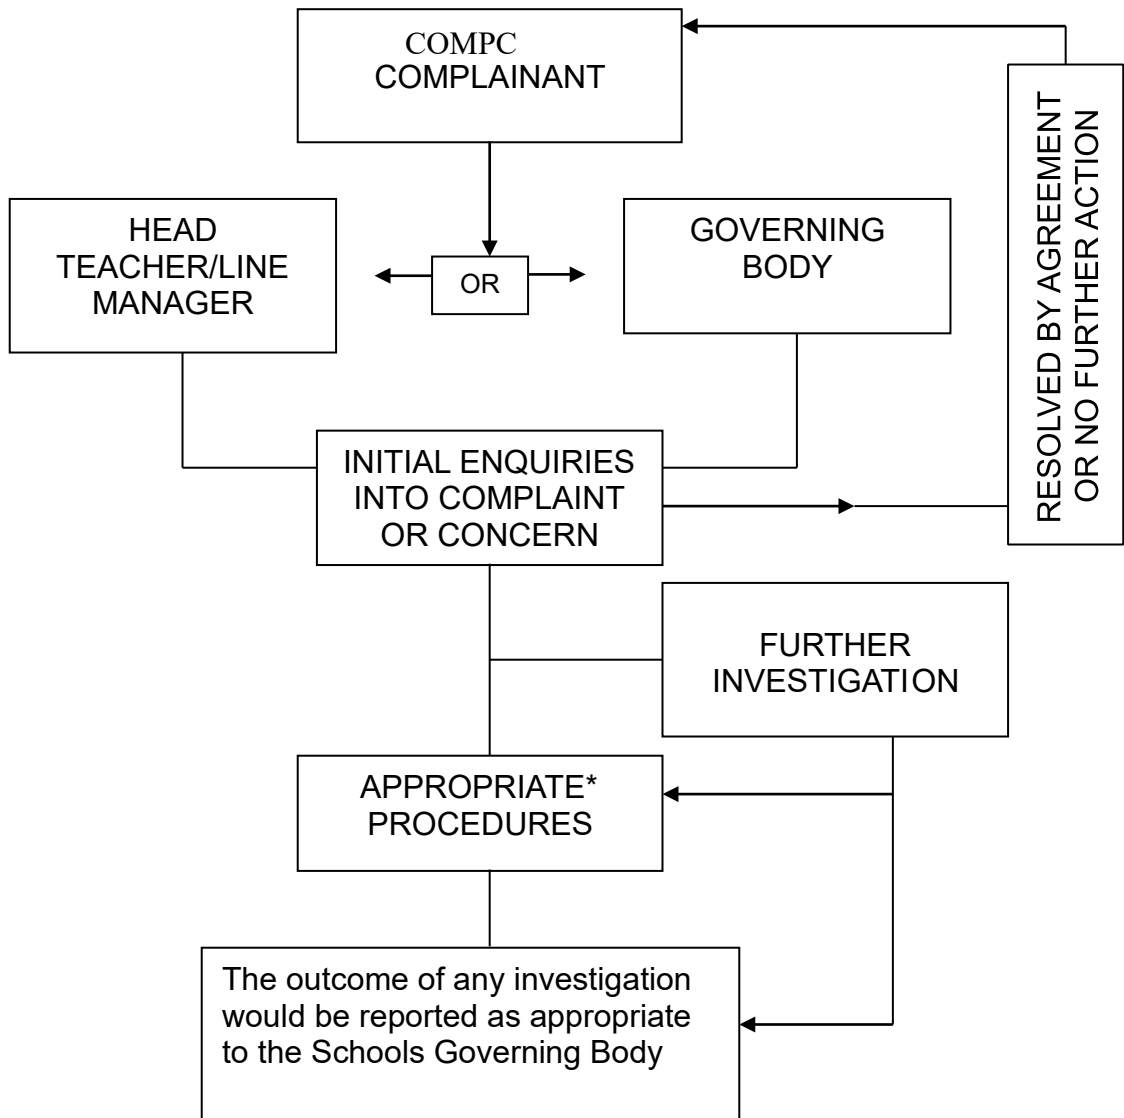 COMPC
COMPLAINANT
HEAD
TEACHER/LINE
MANAGER
OR
GOVERNING
BODY
RESOLVED BY AGREEMENT
OR NO FURTHER ACTION
INITIAL ENQUIRIES
INTO COMPLAINT
OR CONCERN
FURTHER
INVESTIGATION
APPROPRIATE*
PROCEDURES
The outcome of any investigation
would be reported as appropriate
to the Schools Governing Body